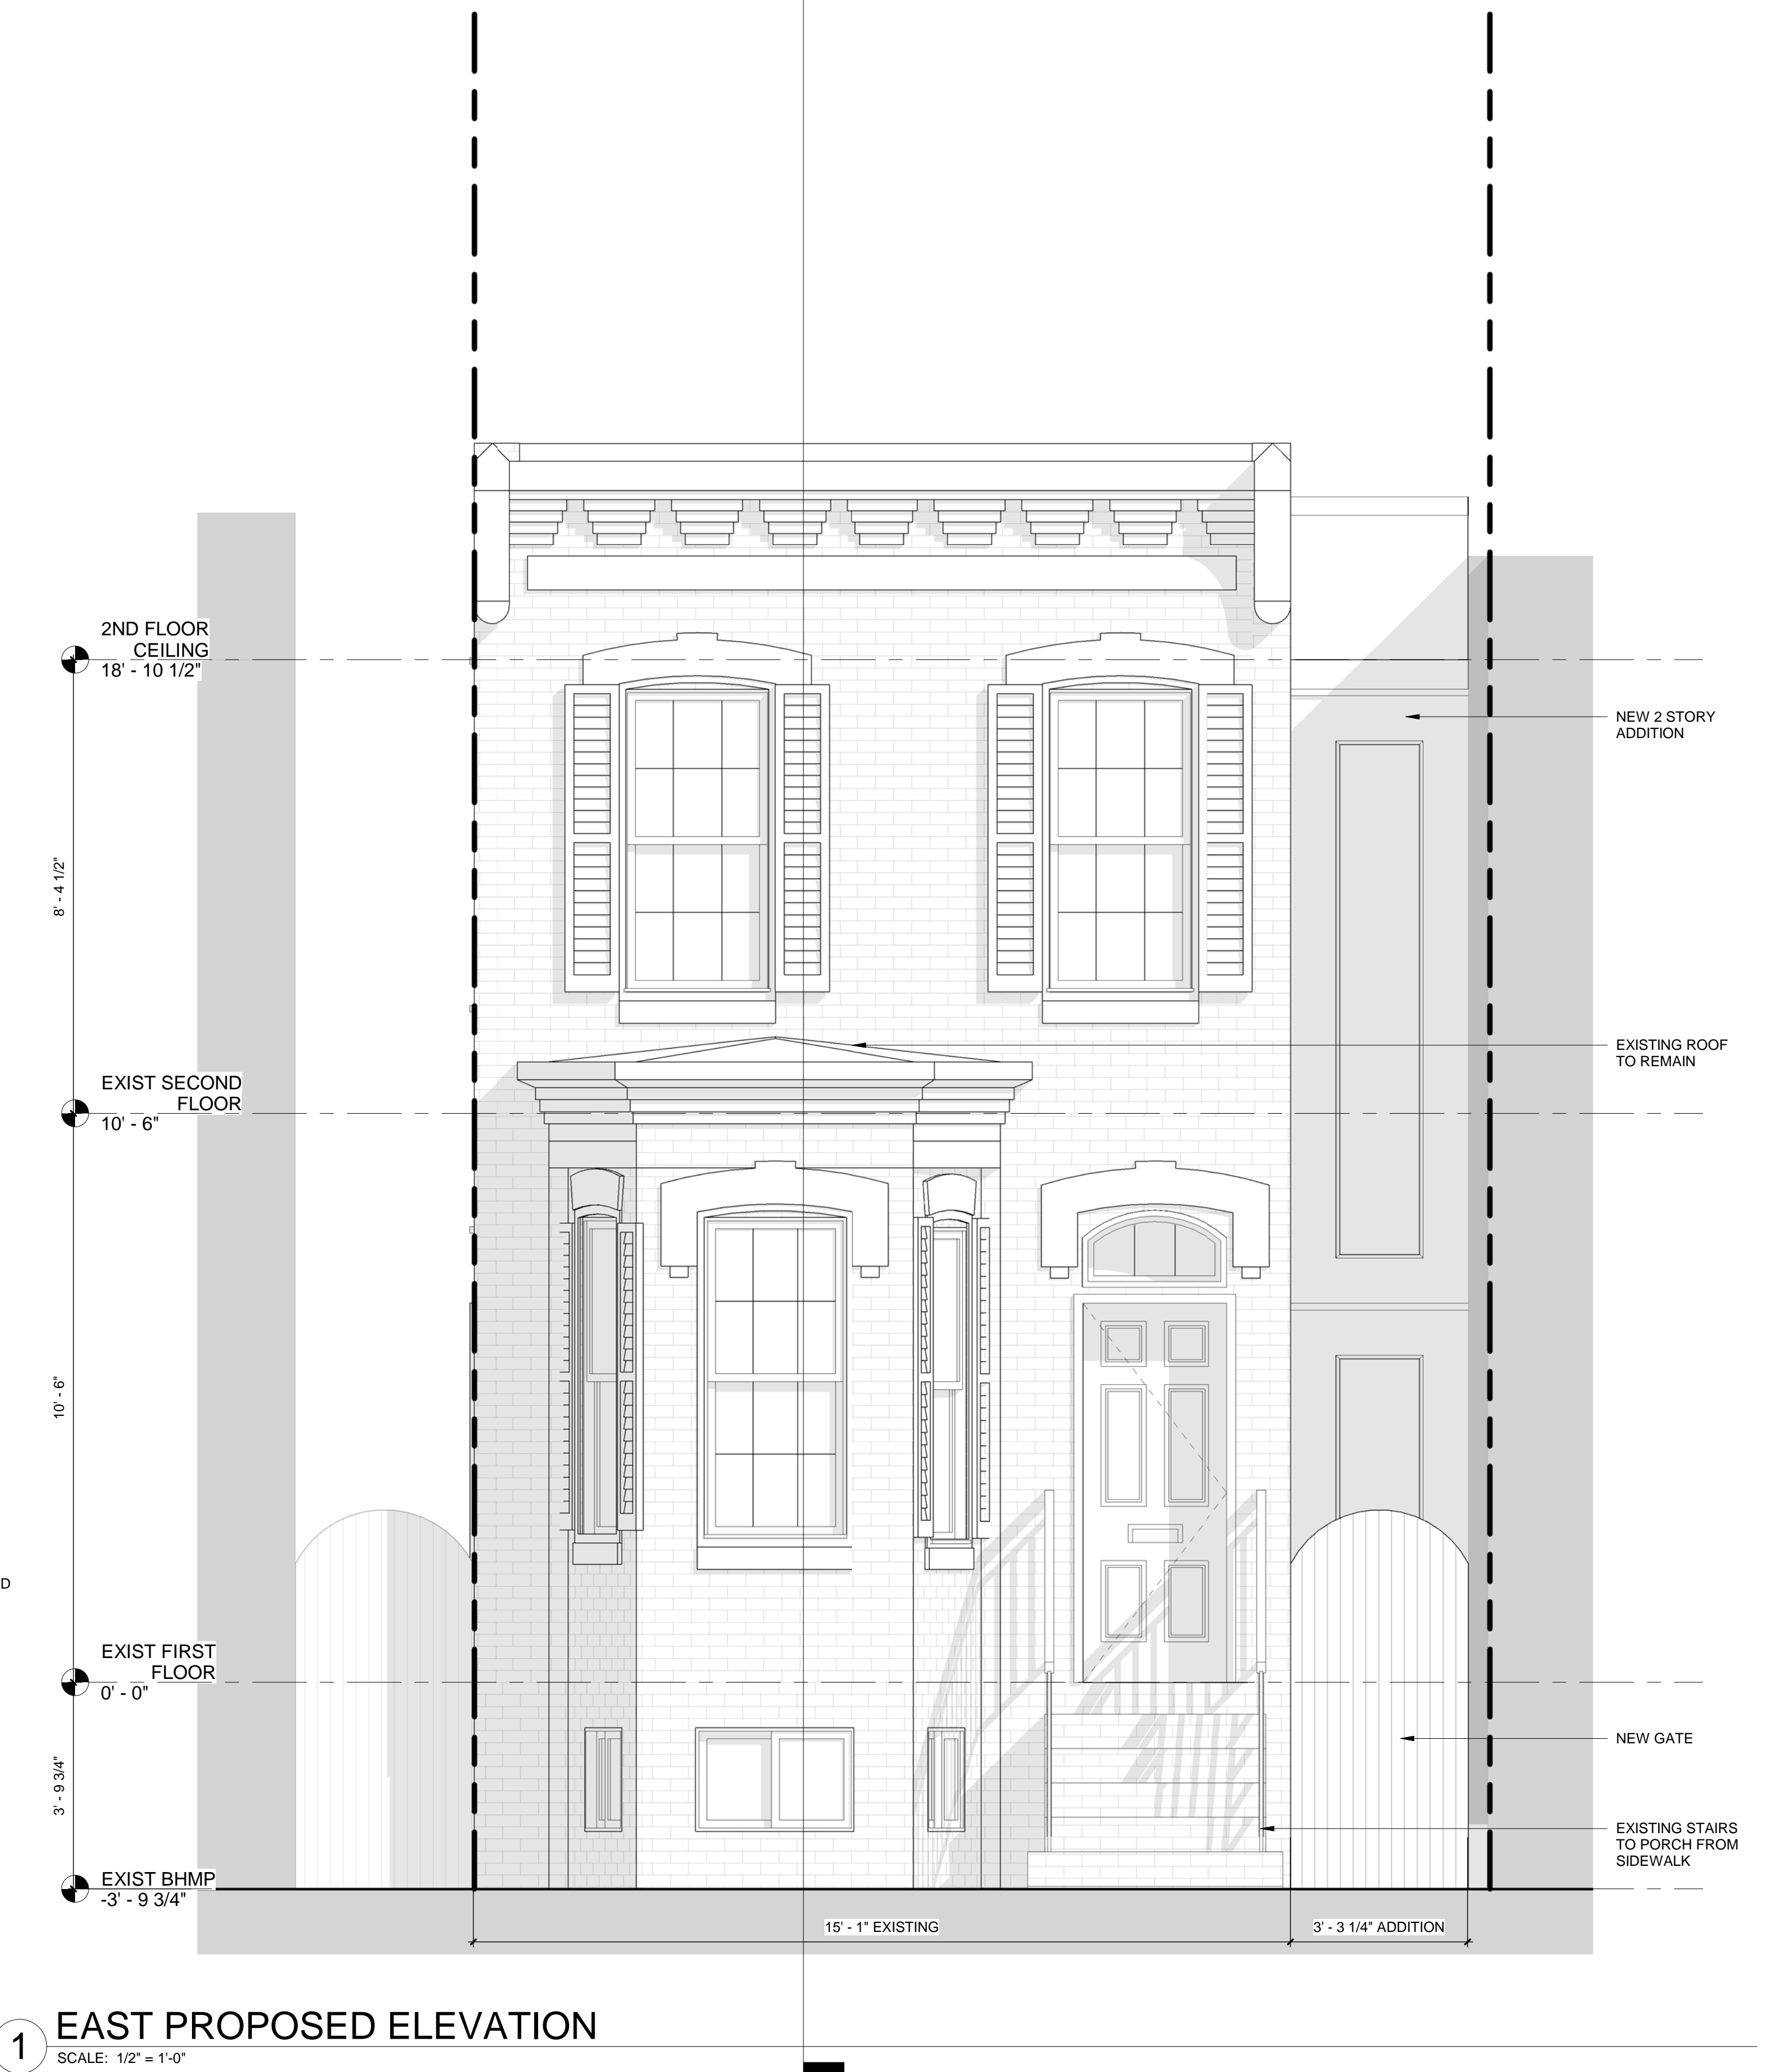 2ND FLOOR
CEILING
18' - 10 1/2"
NEW 2 STORY
ADDITION
8' - 4 1/2"
EXISTING ROOF
TO REMAIN
EXIST SECOND
FLOOR
10' - 6"
10' - 6"
D
EXIST FIRST
FLOOR
0' - 0"
NEW GATE
3' - 9 3/4"
EXISTING STAIRS
TO PORCH FROM
SIDEWALK
EXIST BHMP
-3' - 9 3/4"
15' - 1" EXISTING
3' - 3 1/4" ADDITION
1
EAST PROPOSED ELEVATION
SCALE: 1/2" = 1'-0"